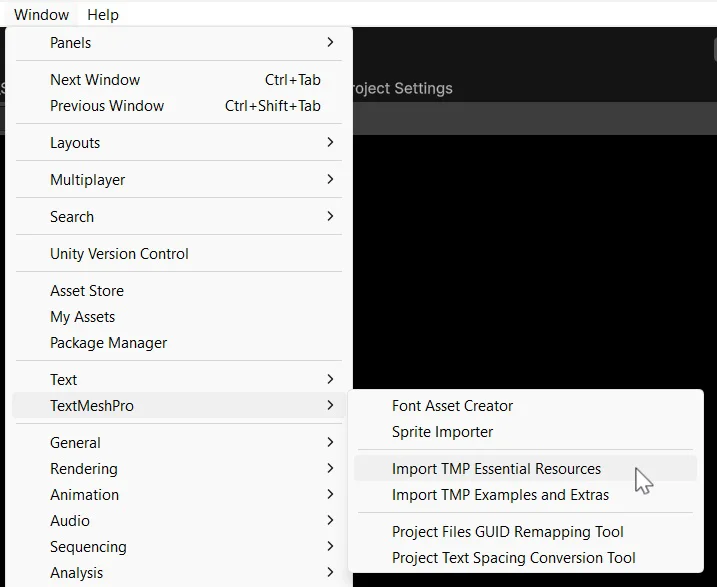 Window Help
Panels
Next Window Ctrl+Tab
Previous Window Ctrl+Shift+Tab
roject Settings
Layouts
Multiplayer
Search
Unity Version Control
Asset Store
My Assets
Package Manager
Text
TextMeshPro
Font Asset Creator
Sprite Importer
Import TMP Essential Resources
Import TMP Examples and Extras
Project Files GUID Remapping Tool
Project Text Spacing Conversion Tool
General
Rendering
Animation
Audio
Sequencing
Analysis